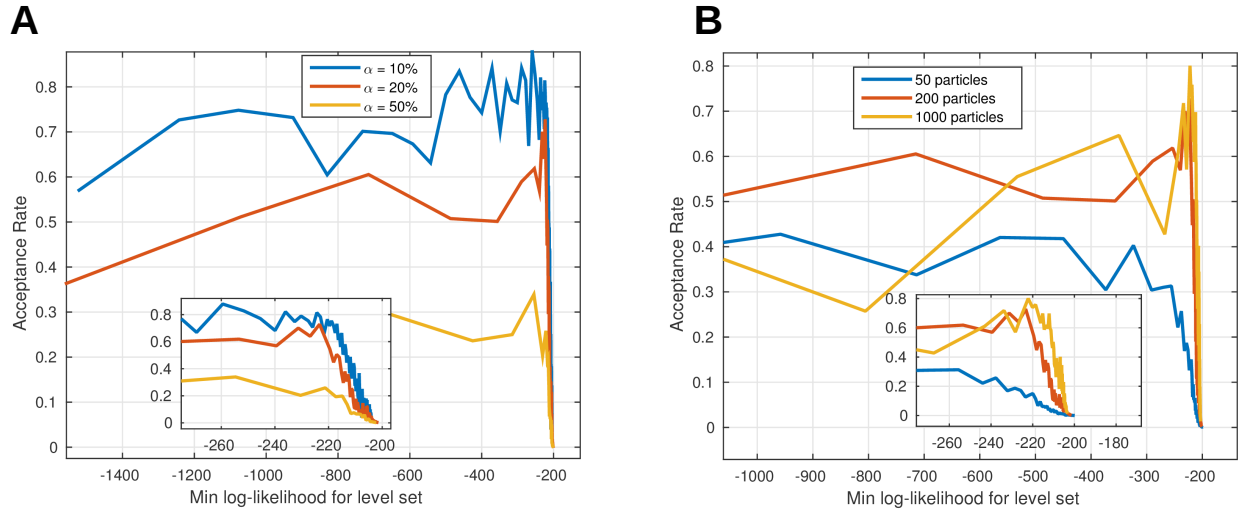 A
B
α = 10%
α = 20%
α = 50%
Acceptance Rate
0.8
0.7
0.6
0.5
0.4
0.3
0.2
0.1
0
0.8
0.6
0.4
0.2
0
-260 -240 -220 -200
-1400 -1200 -1000 -800 -600 -400 -200
Min log-likelihood for level set
50 particles
200 particles
1000 particles
Acceptance Rate
0.8
0.7
0.6
0.5
0.4
0.3
0.2
0.1
0
0.8
0.6
0.4
0.2
0
-260 -240 -220 -200 -180
-1000 -900 -800 -700 -600 -500 -400 -300 -200
Min log-likelihood for level set